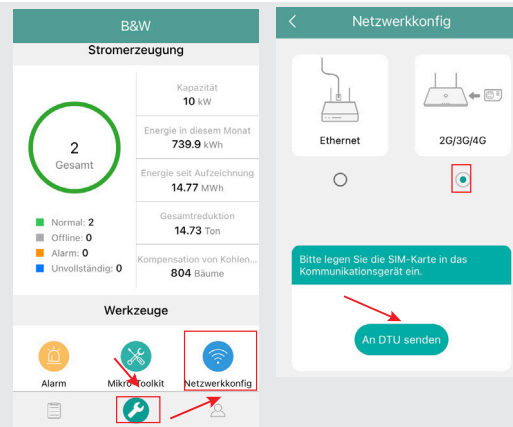 B&W
Stromerzeugung
2
Gesamt
Normal: 2
Offline: 0
Alarm: 0
Unvollständig: 0
Kapazität
10 kW
Energie in diesem Monat
739.9 kWh
Energie seit Aufzeichnung
14.77 MWh
Gesamtreduktion
14.73 Ton
Kompensation von Kohlen...
804 Bäume
Werkzeuge
Alarm
Mikro-Toolkit
Netzwerkkonfig
Netzwerkkonfig
Ethernet
2G/3G/4G
Bitte legen Sie die SIM-Karte in das
Kommunikationsgerät ein.
An DTU senden